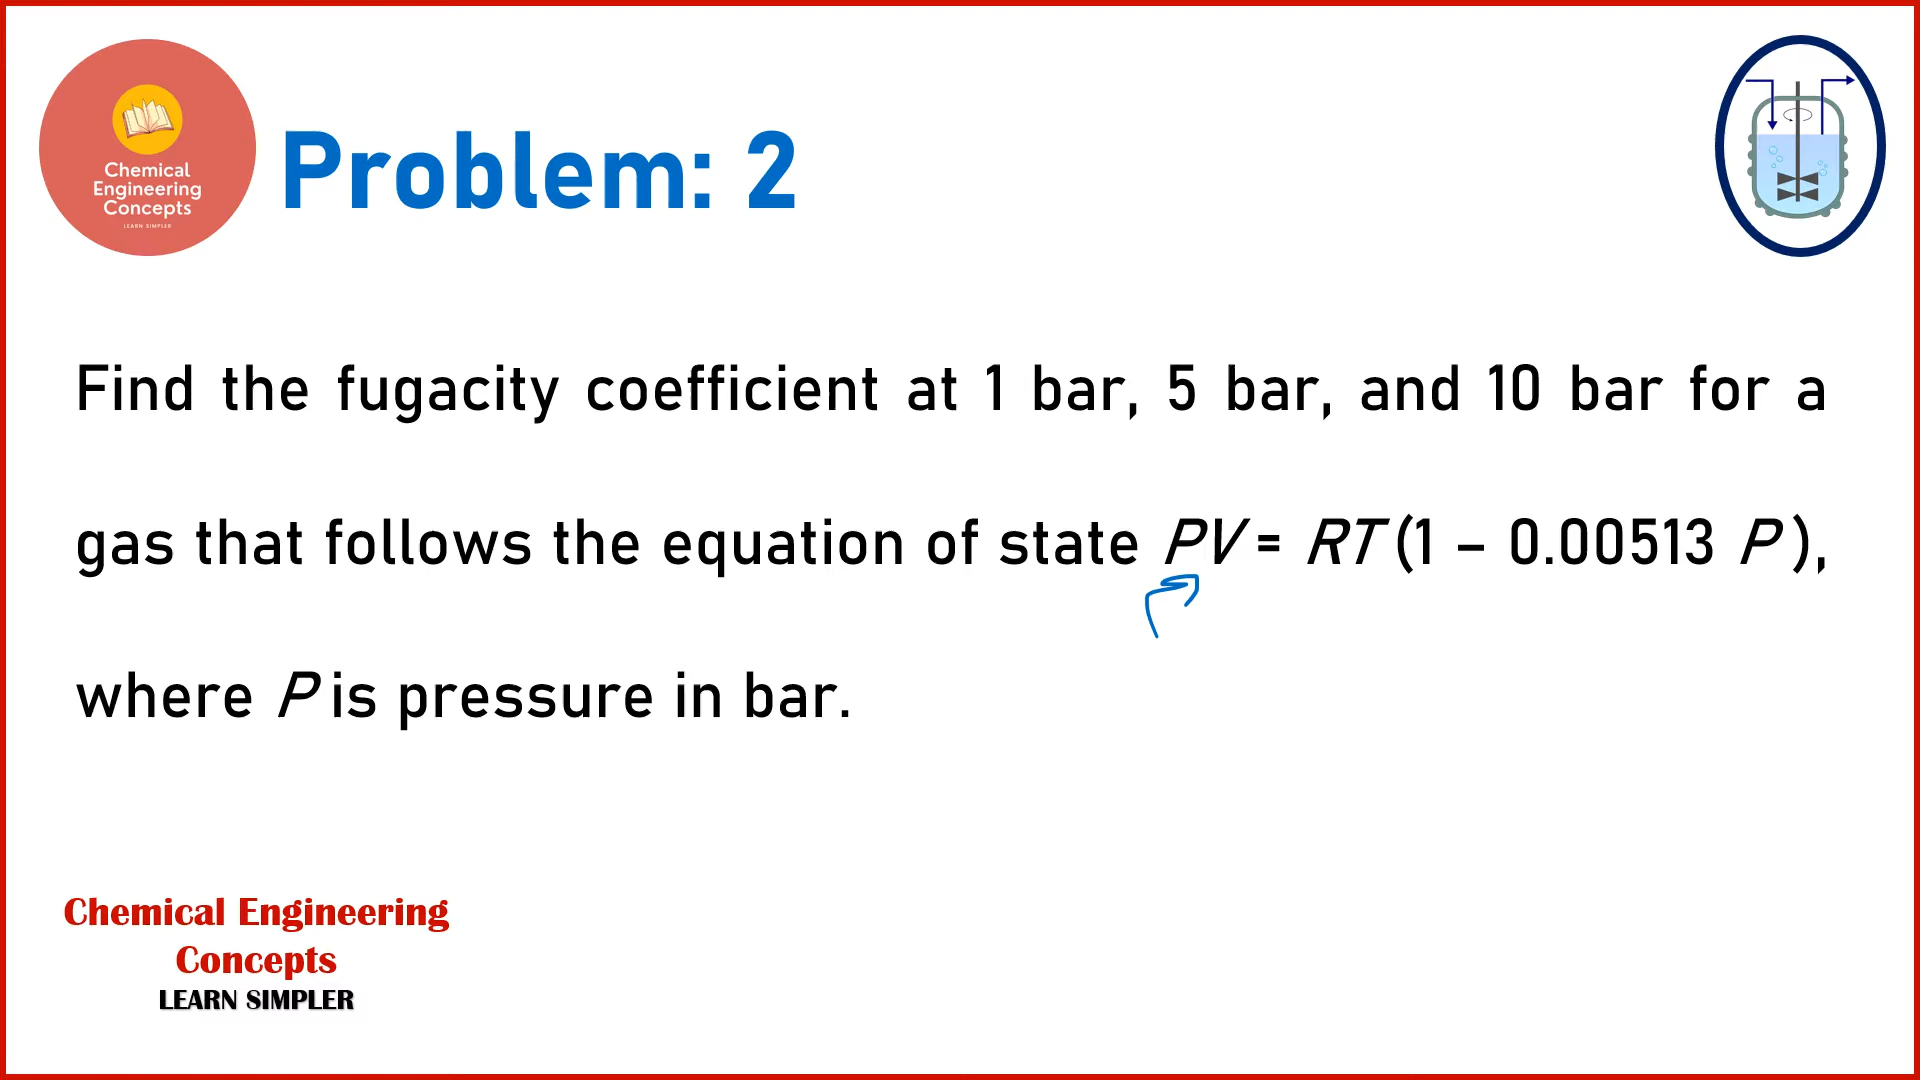 Chemical
Engineering
Concepts
LEARN SIMPLER
Problem: 2
Find the fugacity coefficient at 1 bar, 5 bar, and 10 bar for a
gas that follows the equation of state PV = RT (1 – 0.00513 P ),
where P is pressure in bar.
Chemical Engineering
Concepts
LEARN SIMPLER